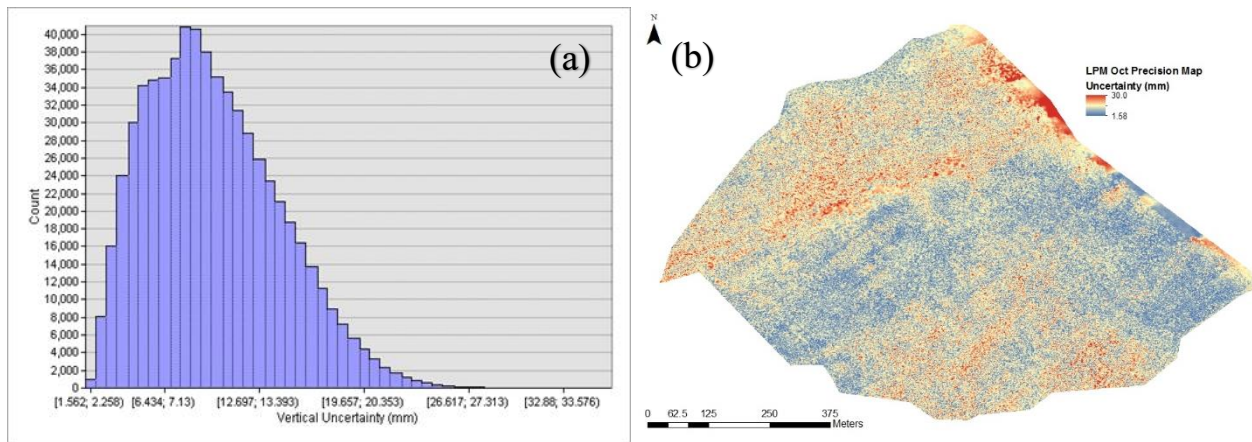 (a)
40,000
38,000
36,000
34,000
32,000
30,000
28,000
26,000
24,000
22,000
20,000
18,000
16,000
14,000
12,000
10,000
8,000
6,000
4,000
2,000
0
Count
[1.562; 2.258) [6.434; 7.13) [12.697; 13.393) [19.657; 20.353) [26.617; 27.313) [32.88; 33.576)
Vertical Uncertainty (mm)
N
(b)
LPM Oct Precision Map
Uncertainty (mm)
30.0
1.58
0 62.5 125 250 375
Meters